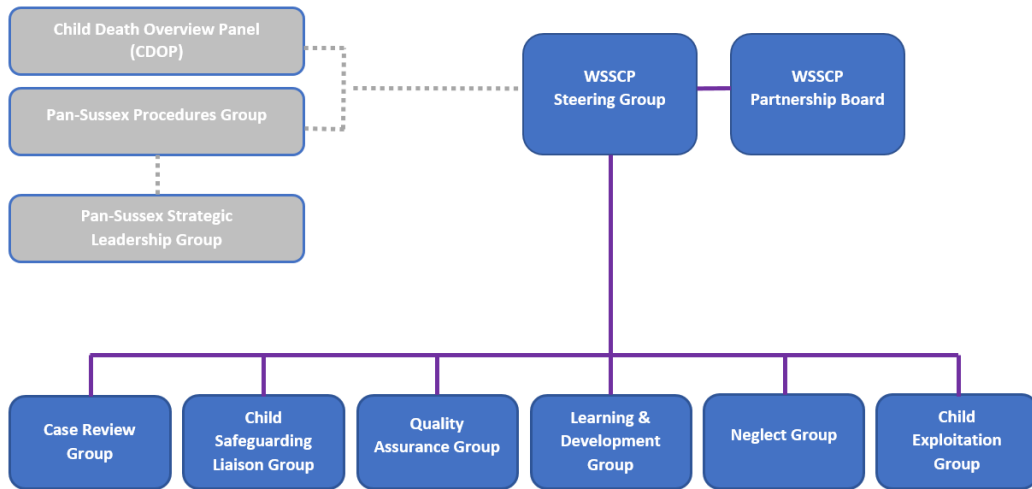 Child Death Overview Panel
(CDOP)
Pan-Sussex Procedures Group
Pan-Sussex Strategic
Leadership Group
WSSCP
Steering Group
WSSCP
Partnership Board
Case Review
Group
Child
Safeguarding
Liaison Group
Quality
Assurance Group
Learning &
Development
Group
Neglect Group
Child
Exploitation
Group